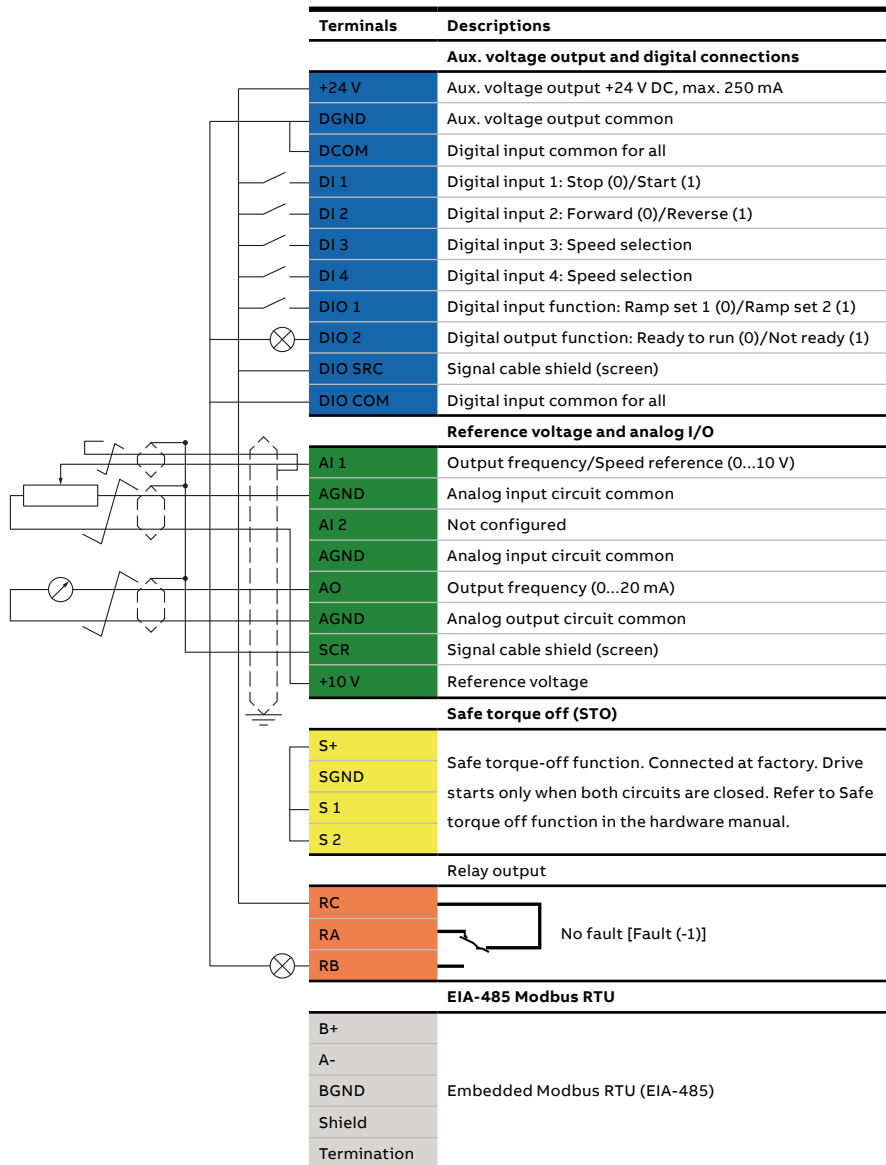 Terminals Descriptions
Aux. voltage output and digital connections
+24 V Aux. voltage output +24 V DC, max. 250 mA
DGND Aux. voltage output common
DCOM Digital input common for all
DI 1 Digital input 1: Stop (0)/Start (1)
DI 2 Digital input 2: Forward (0)/Reverse (1)
DI 3 Digital input 3: Speed selection
DI 4 Digital input 4: Speed selection
DIO 1 Digital input function: Ramp set 1 (0)/Ramp set 2 (1)
DIO 2 Digital output function: Ready to run (0)/Not ready (1)
DIO SRC Signal cable shield (screen)
DIO COM Digital input common for all
Reference voltage and analog I/O
AI 1 Output frequency/Speed reference (0...10 V)
AGND Analog input circuit common
AI 2 Not configured
AGND Analog input circuit common
AO Output frequency (0...20 mA)
AGND Analog output circuit common
SCR Signal cable shield (screen)
+10 V Reference voltage
Safe torque off (STO)
S+
SGND
S 1
S 2
Safe torque-off function. Connected at factory. Drive
starts only when both circuits are closed. Refer to Safe
torque off function in the hardware manual.
Relay output
RC
RA No fault [Fault (-1)]
RB
EIA-485 Modbus RTU
B+
A-
BGND Embedded Modbus RTU (EIA-485)
Shield
Termination